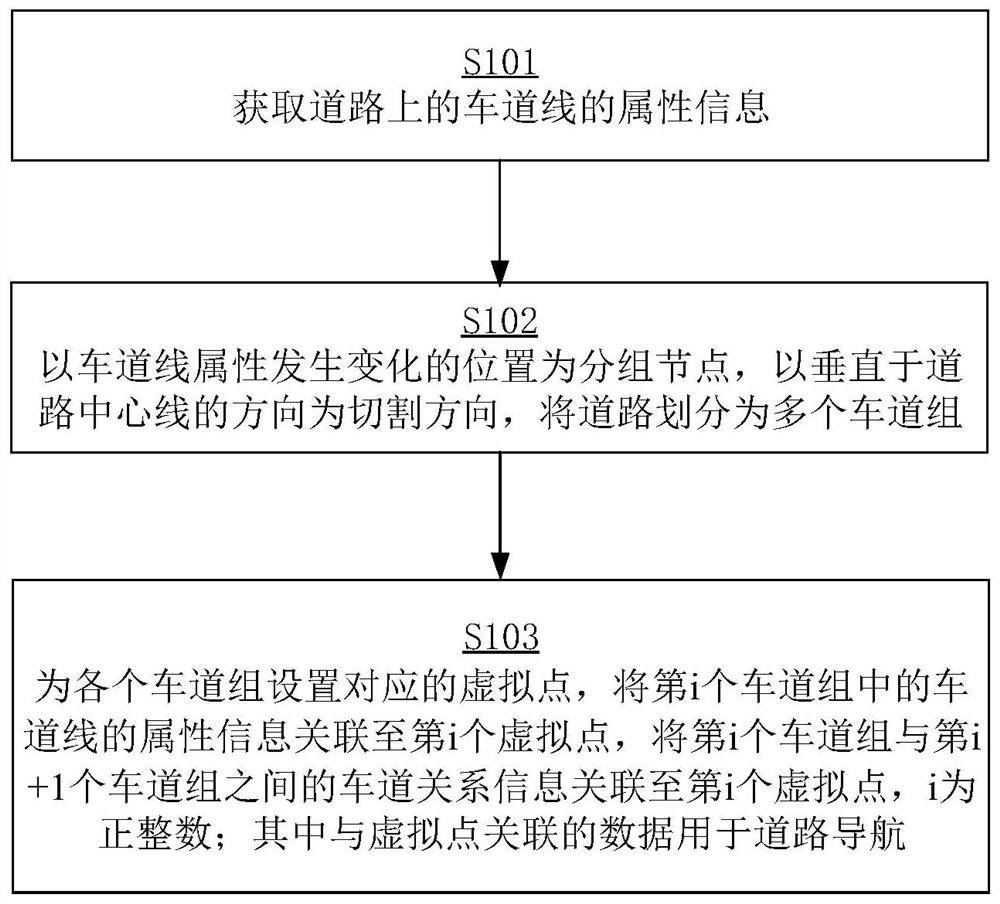 S101
获取道路上的车道线的属性信息
S102
以车道线属性发生变化的位置为分组节点，以垂直于道
路中心线的方向为切割方向，将道路划分为多个车道组
S103
为各个车道组设置对应的虚拟点，将第i个车道组中的车
道线的属性信息关联至第i个虚拟点，将第i个车道组与第i
+1个车道组之间的车道关系信息关联至第i个虚拟点，i为
正整数；其中与虚拟点关联的数据用于道路导航